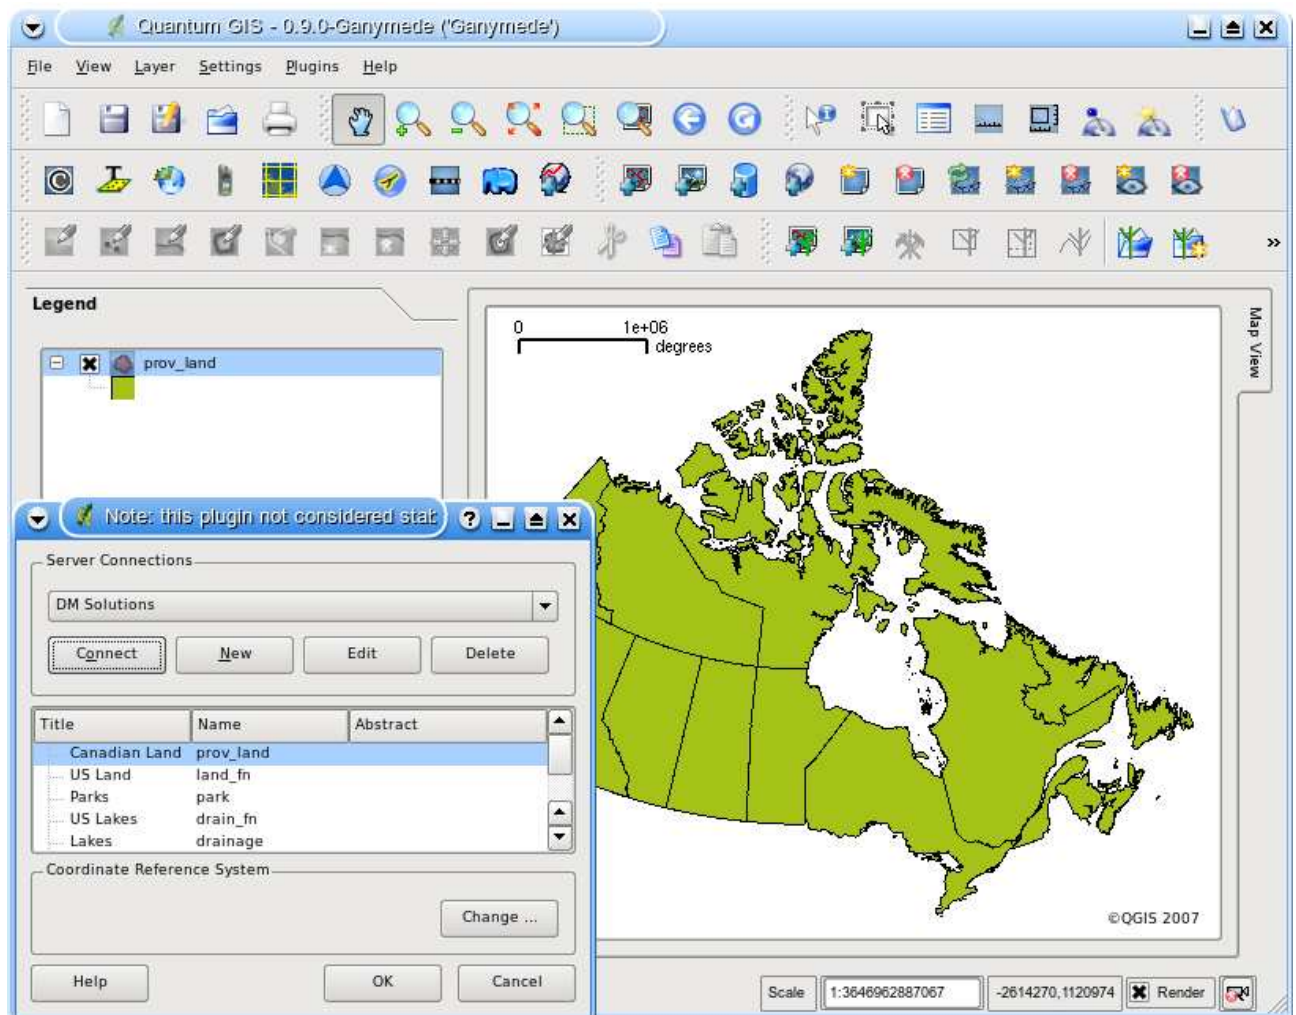 Quantum GIS - 0.9.0-Ganymede ('Ganymede')
File View Layer Settings Plugins Help
»
Legend
prov_land
0 1e+06
degrees
Map View
Note: this plugin not considered stab
?
Server Connections
DM Solutions
Connect New Edit Delete
Title Name Abstract
Canadian Land prov_land
US Land land_fn
Parks park
US Lakes drain_fn
Lakes drainage
Coordinate Reference System
Change ...
Help OK Cancel
©QGIS 2007
Scale 1:3646962887067 -2614270,1120974 Render